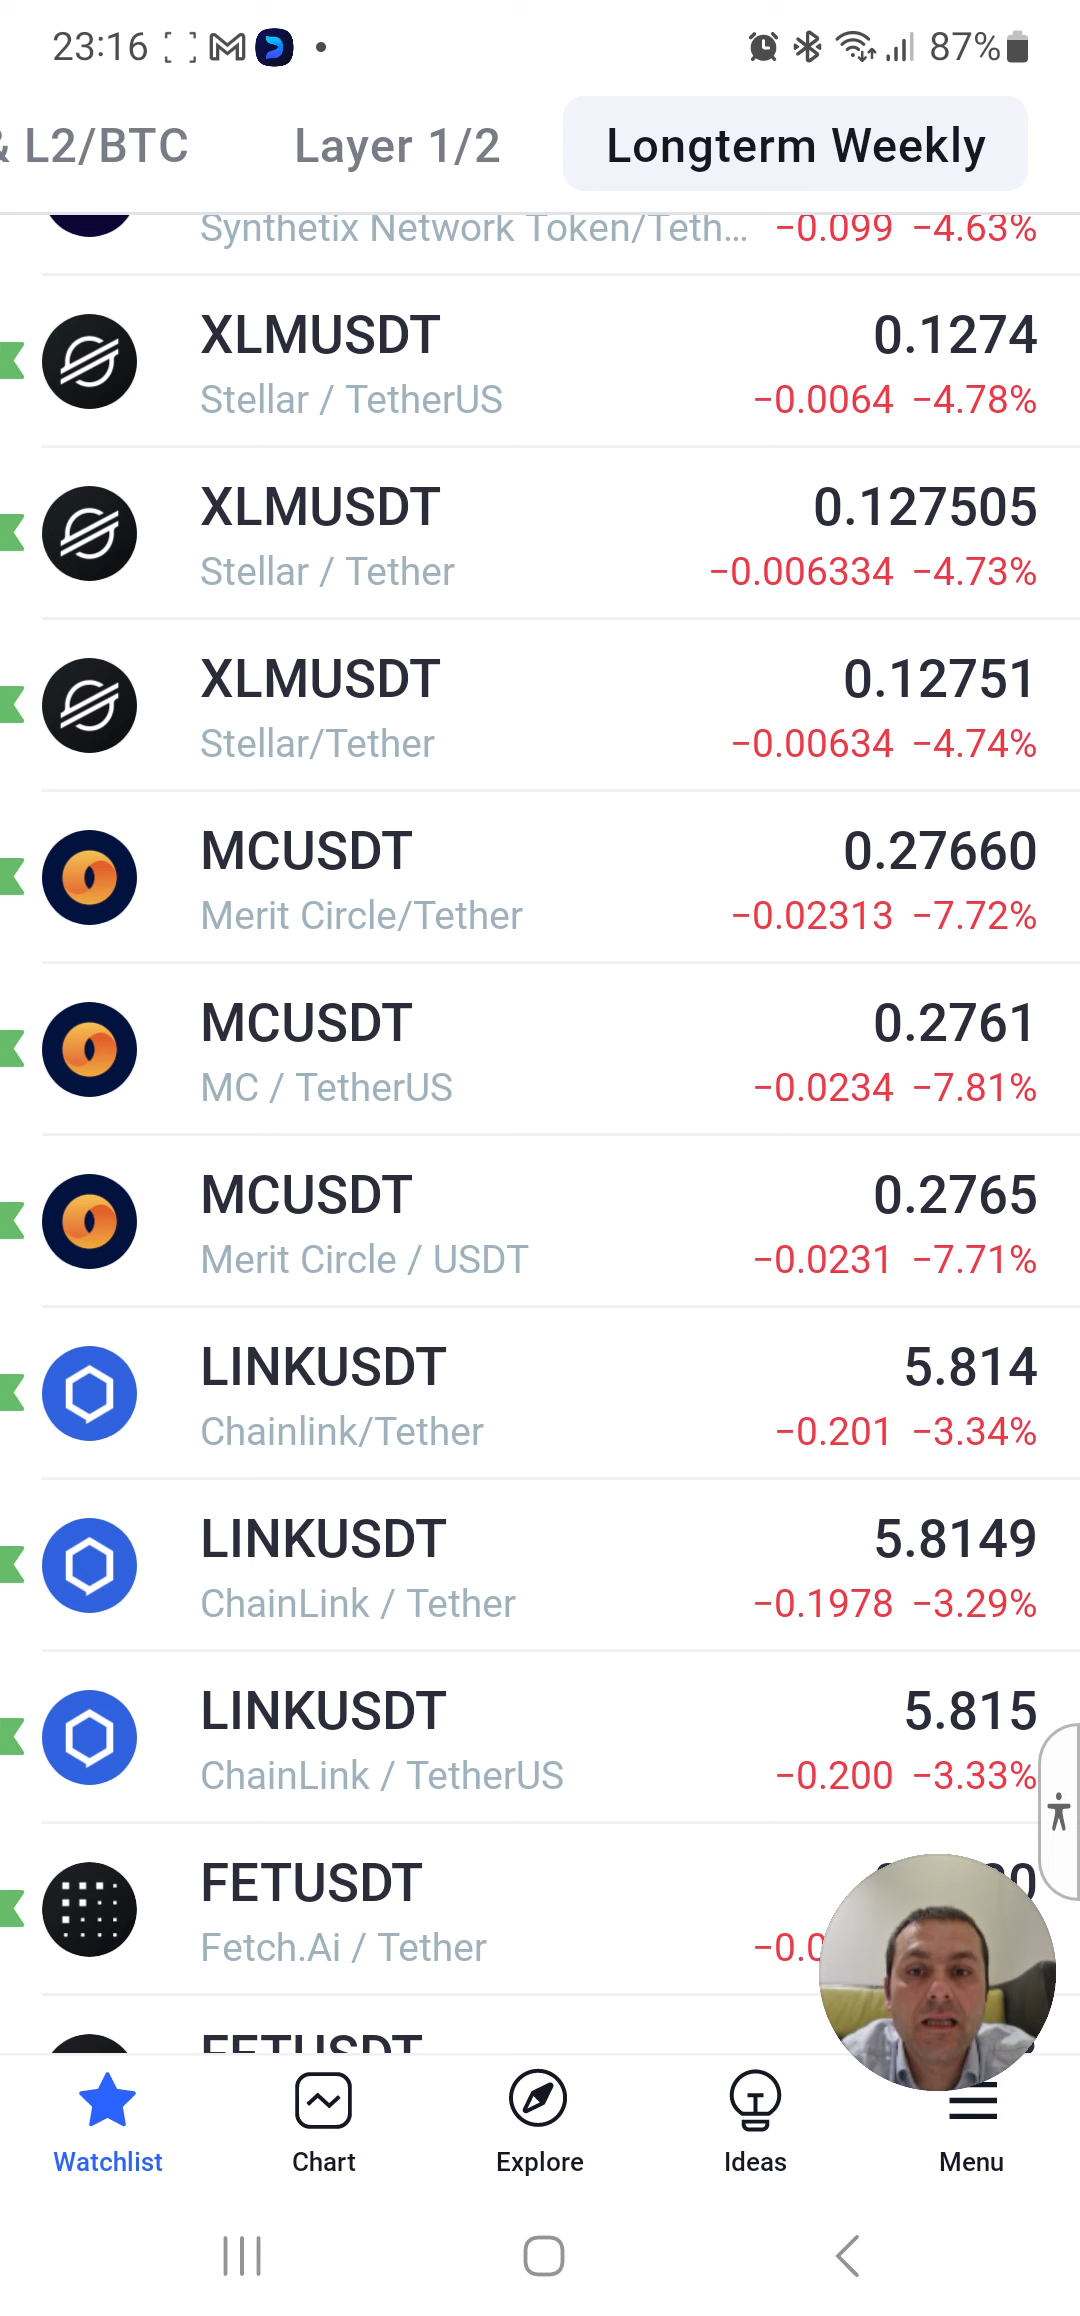 23:16 87%
& L2/BTC Layer 1/2 Longterm Weekly
Synthetix Network Token/Teth... −0.099 −4.63%
XLMUSDT 0.1274
Stellar / TetherUS −0.0064 −4.78%
XLMUSDT 0.127505
Stellar / Tether −0.006334 −4.73%
XLMUSDT 0.12751
Stellar/Tether −0.00634 −4.74%
MCUSDT 0.27660
Merit Circle/Tether −0.02313 −7.72%
MCUSDT 0.2761
MC / TetherUS −0.0234 −7.81%
MCUSDT 0.2765
Merit Circle / USDT −0.0231 −7.71%
LINKUSDT 5.814
Chainlink/Tether −0.201 −3.34%
LINKUSDT 5.8149
ChainLink / Tether −0.1978 −3.29%
LINKUSDT 5.815
ChainLink / TetherUS −0.200 −3.33%
FETUSDT
Fetch.Ai / Tether
FETUSDT
Watchlist Chart Explore Ideas Menu